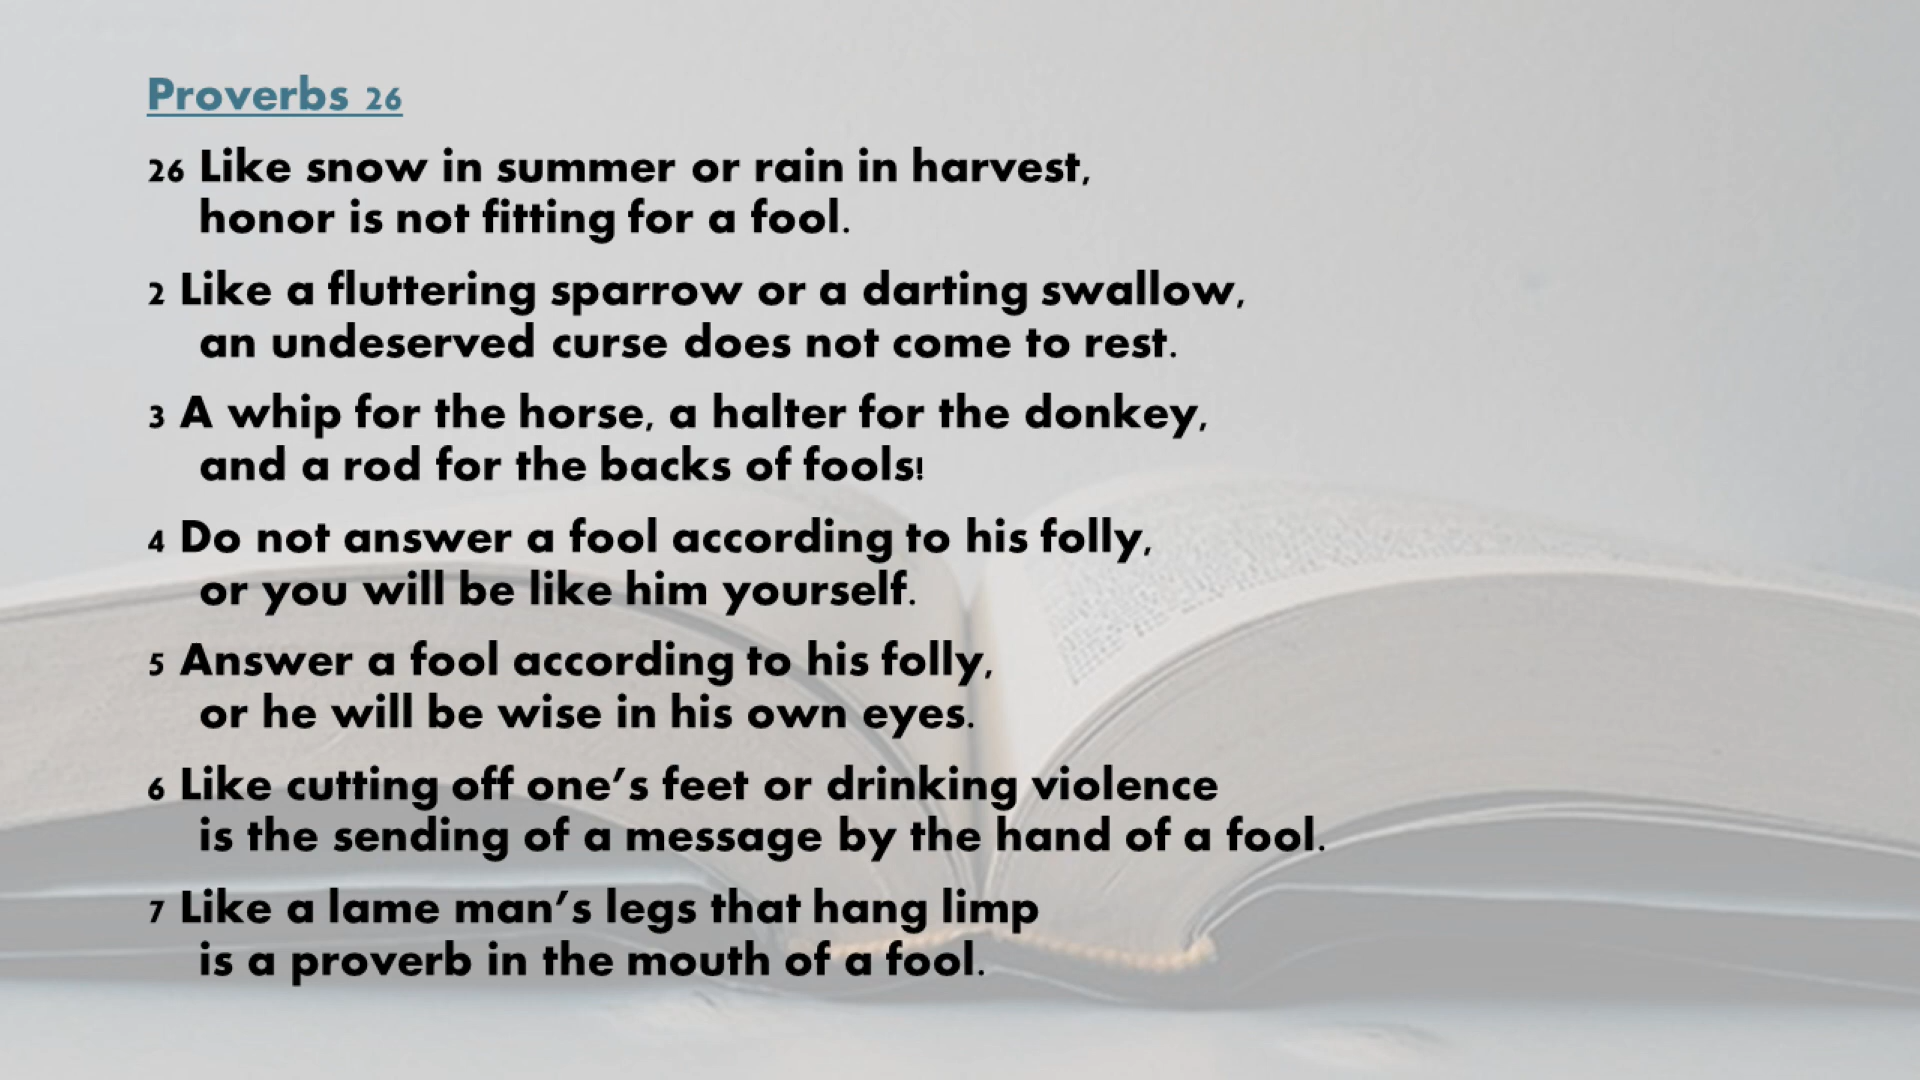 Proverbs 26
26 Like snow in summer or rain in harvest,
honor is not fitting for a fool.
2 Like a fluttering sparrow or a darting swallow,
an undeserved curse does not come to rest.
3 A whip for the horse, a halter for the donkey,
and a rod for the backs of fools!
4 Do not answer a fool according to his folly,
or you will be like him yourself.
5 Answer a fool according to his folly,
or he will be wise in his own eyes.
6 Like cutting off one’s feet or drinking violence
is the sending of a message by the hand of a fool.
7 Like a lame man’s legs that hang limp
is a proverb in the mouth of a fool.